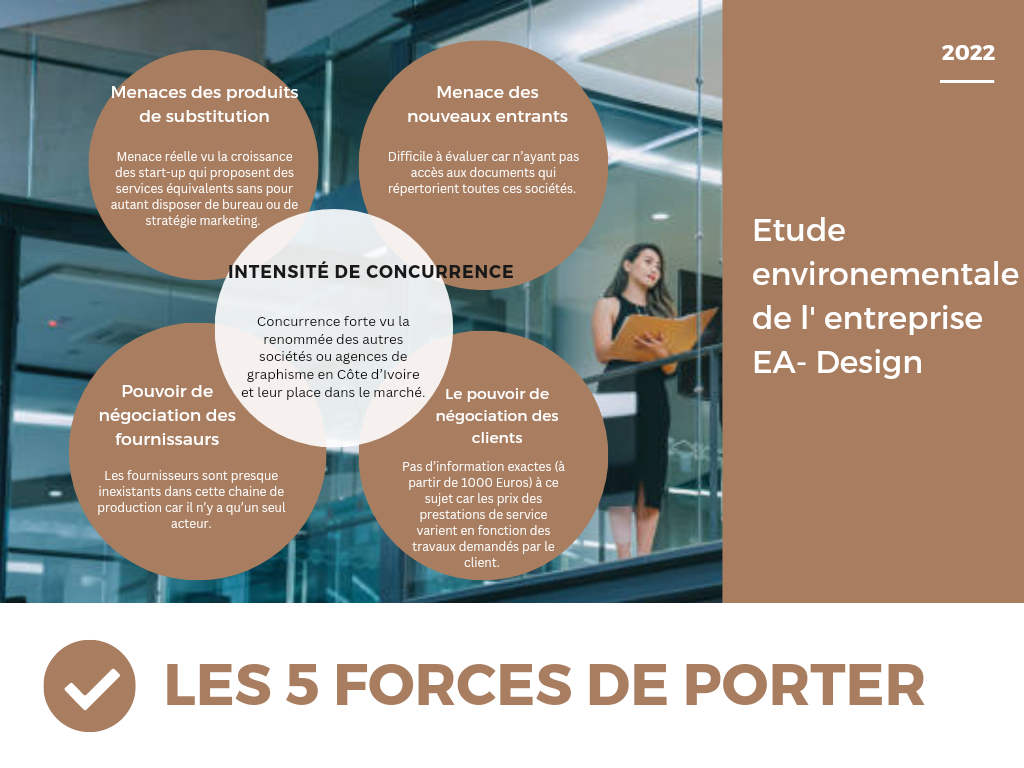 2022
Menaces des produits
de substitution
Menace réelle vu la croissance
des start-up qui proposent des
services équivalents sans pour
autant disposer de bureau ou de
stratégie marketing.
Menace des
nouveaux entrants
Difficile à évaluer car n'ayant pas
accès aux documents qui
répertorient toutes ces sociétés.
INTENSITÉ DE CONCURRENCE
Concurrence forte vu la
renommée des autres
sociétés ou agences de
graphisme en Côte d'Ivoire
et leur place dans le marché.
Pouvoir de
négociation des
fournissaurs
Les fournisseurs sont presque
inexistants dans cette chaine de
production car il n'y a qu'un seul
acteur.
Le pouvoir de
négociation des
clients
Pas d'information exactes (à
partir de 1000 Euros) à ce
sujet car les prix des
prestations de service
varient en fonction des
travaux demandés par le
client.
Etude
environementale
de l' entreprise
EA- Design
LES 5 FORCES DE PORTER